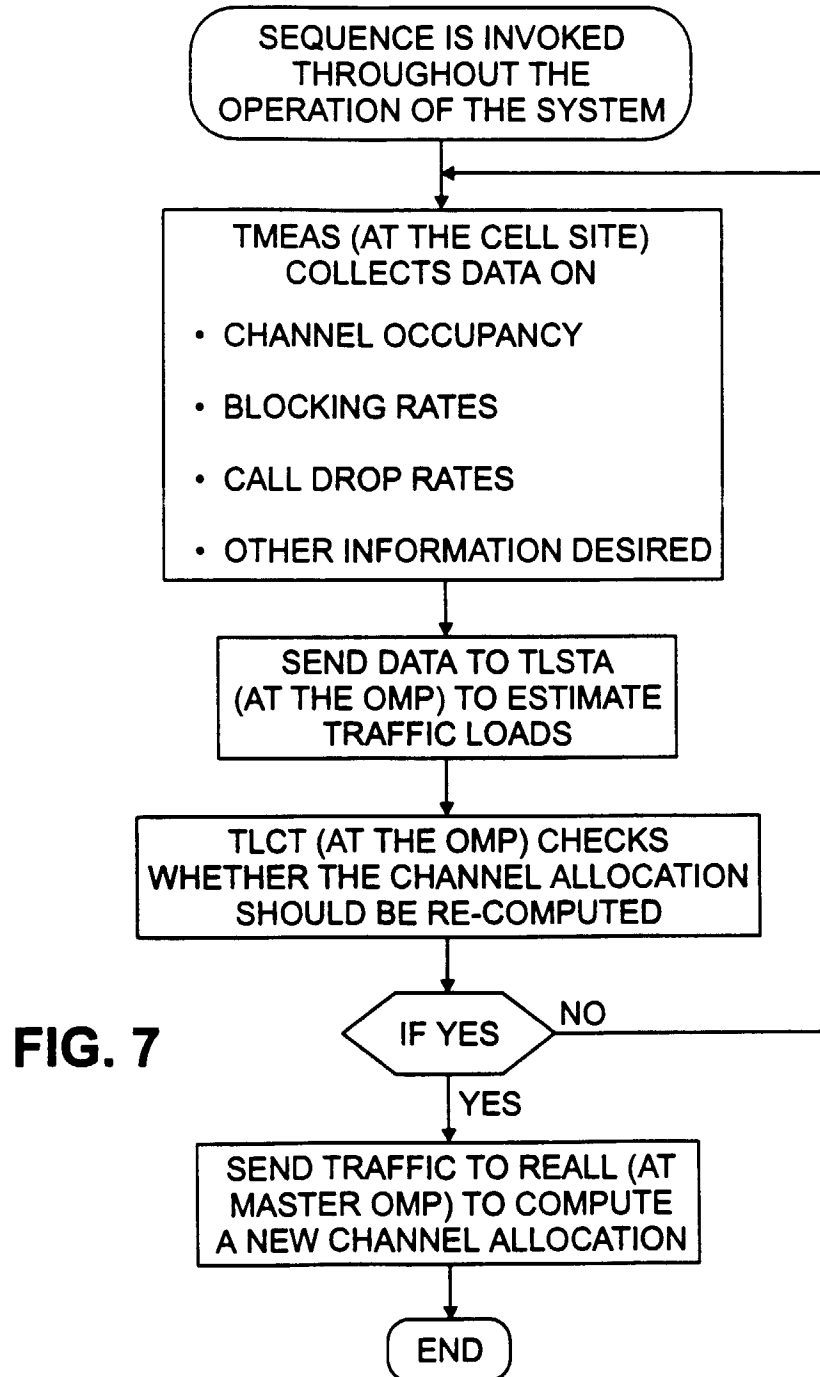 SEQUENCE IS INVOKED
THROUGHOUT THE
OPERATION OF THE SYSTEM
TMEAS (AT THE CELL SITE)
COLLECTS DATA ON
• CHANNEL OCCUPANCY
• BLOCKING RATES
• CALL DROP RATES
• OTHER INFORMATION DESIRED
SEND DATA TO TLSTA
(AT THE OMP) TO ESTIMATE
TRAFFIC LOADS
TLCT (AT THE OMP) CHECKS
WHETHER THE CHANNEL ALLOCATION
SHOULD BE RE-COMPUTED
IF YES
NO
FIG. 7
YES
SEND TRAFFIC TO REALL (AT
MASTER OMP) TO COMPUTE
A NEW CHANNEL ALLOCATION
END